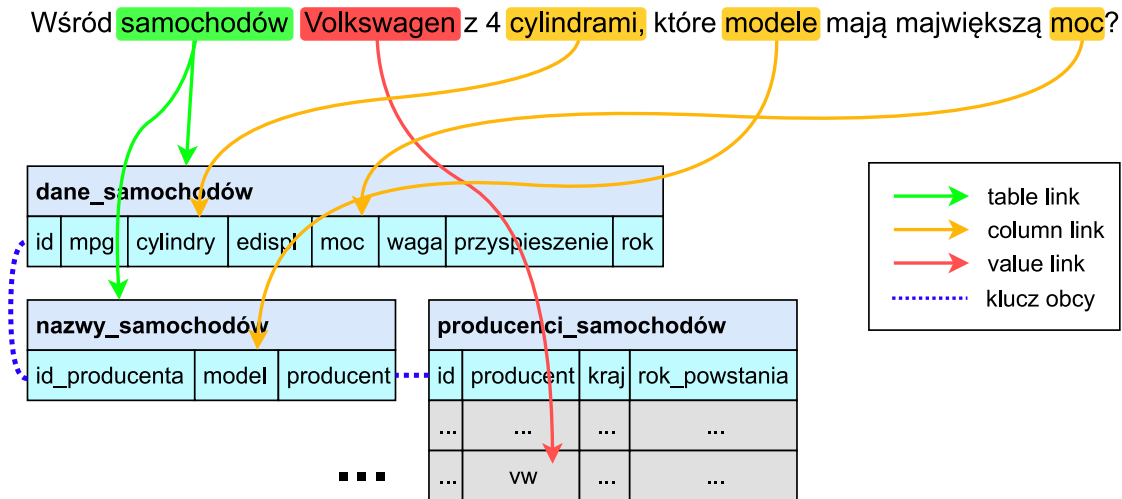 Wśród samochodów Volkswagen z 4 cylindrami, które modele mają majwiększą moc?
dane_samochodów
id mpg cylindry edispl moc waga przyspieszenie rok
table link
column link
value link
klucz obcy
nazwy_samochodów
id_producenta model producent
producenci_samochodów
id producent kraj rok_powstania
... ... ... ...
... vw ... ...
...